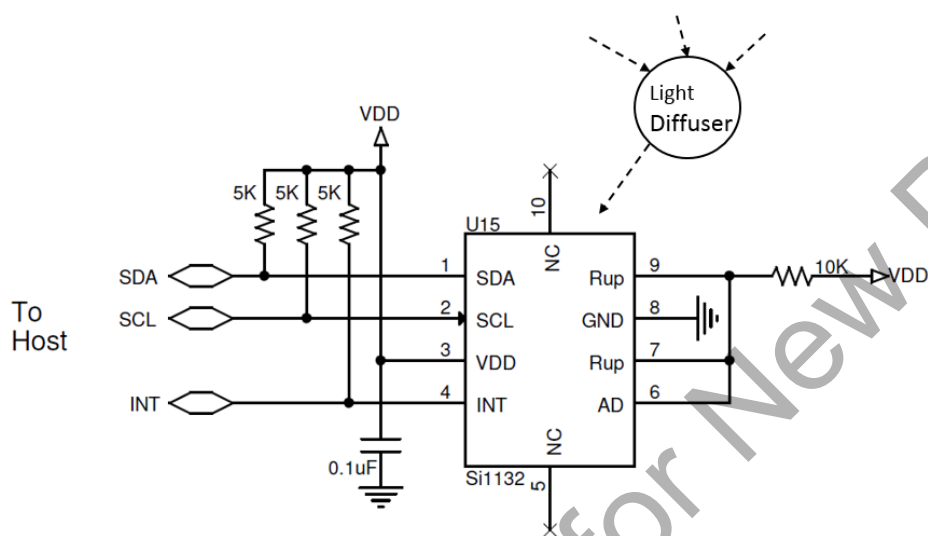 Light
Diffuser
VDD
5K 5K 5K
10
U15
NC
SDA
1
SDA
Rup
9
10K
VDD
To
Host
SCL
2
SCL
GND
8
3
VDD
Rup
7
INT
4
INT
AD
6
NC
0.1uF
Si1132
5
for New